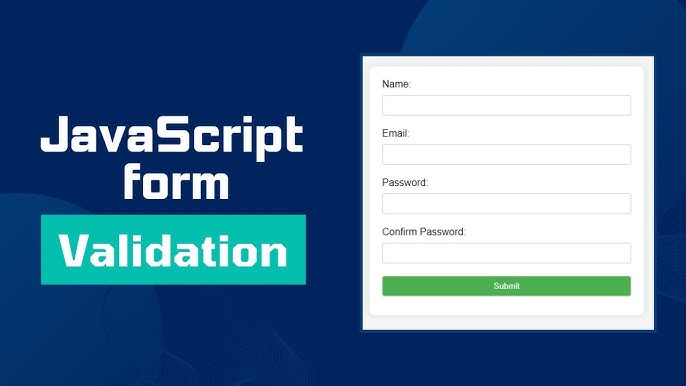 JavaScript
form
Validation
Name:
Email:
Password:
Confirm Password:
Submit